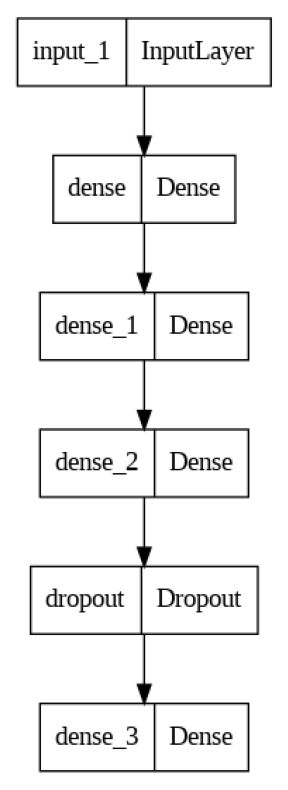 input_1 InputLayer
dense Dense
dense_1 Dense
dense_2 Dense
dropout Dropout
dense_3 Dense